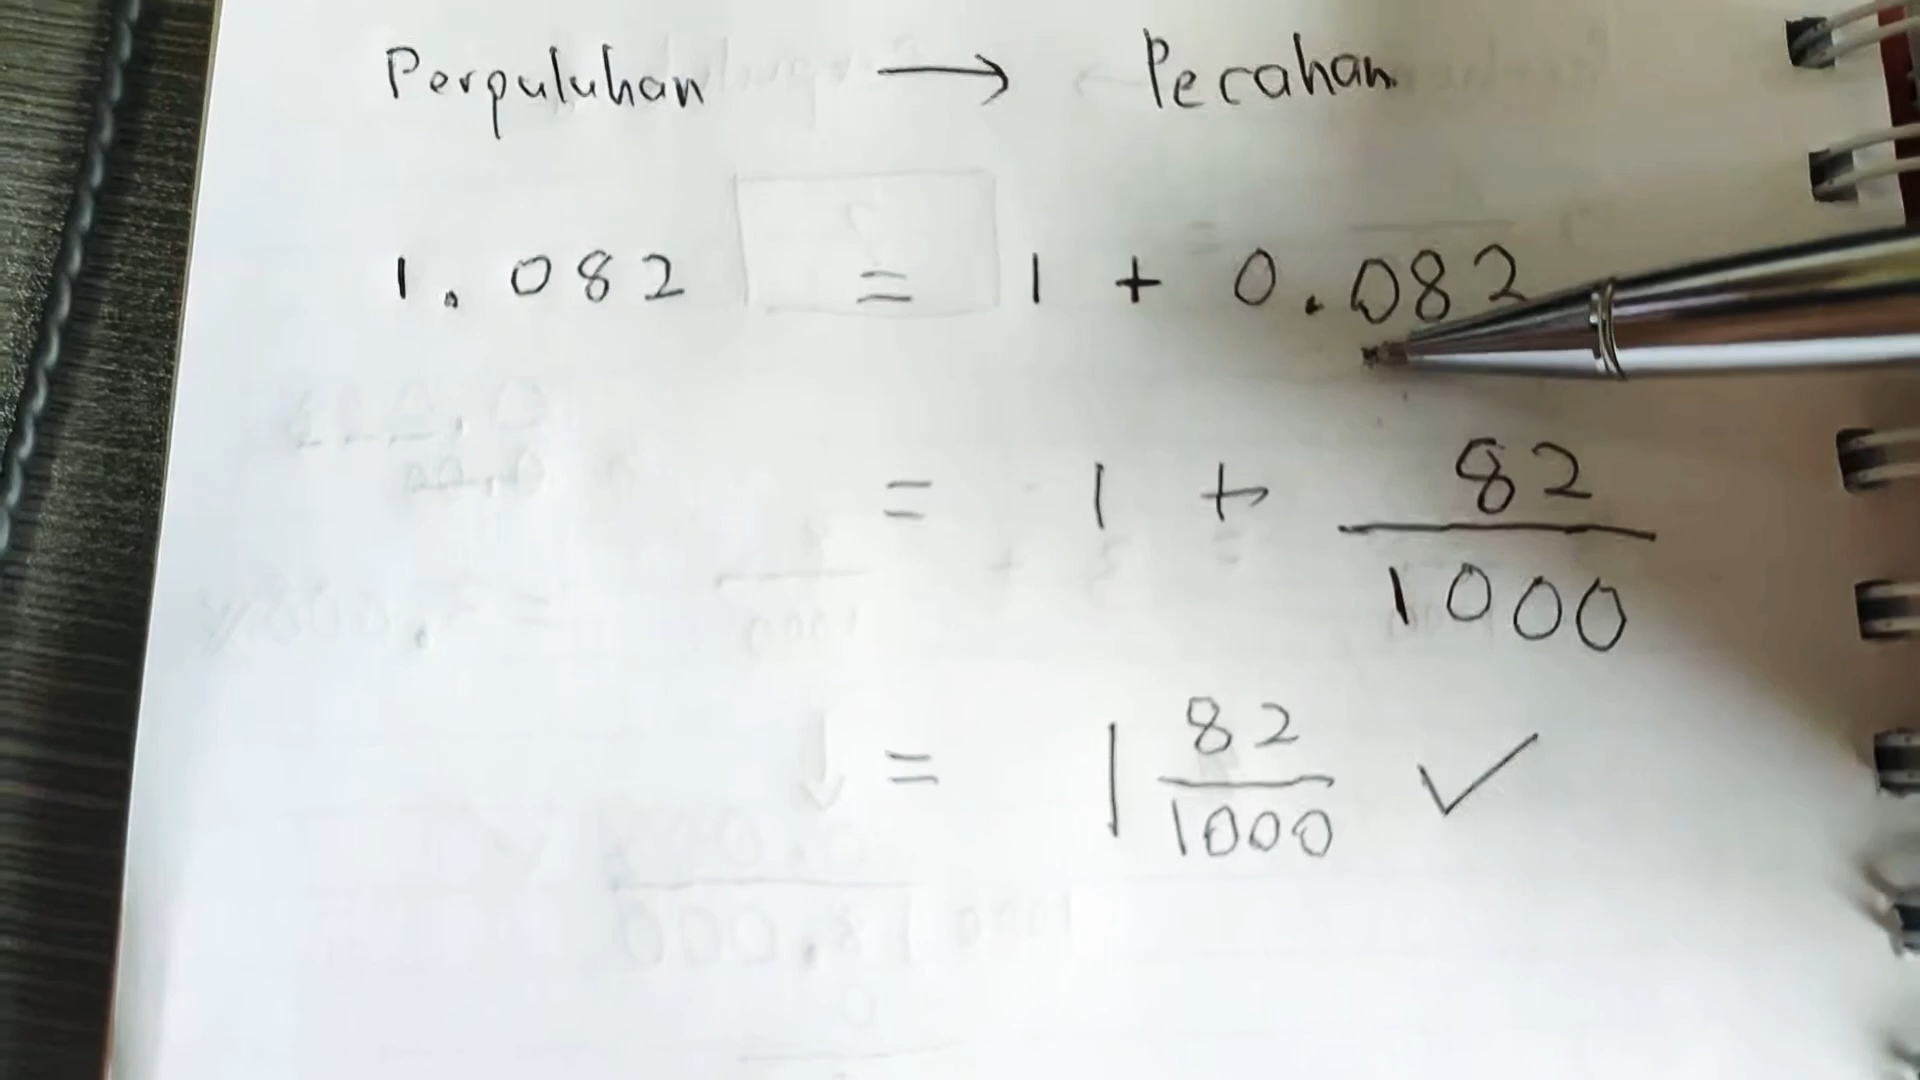 Perpuluhan → Pecahan
1.082 = 1 + 0.082
= 1 + 82/1000
= 1 82/1000 ✓